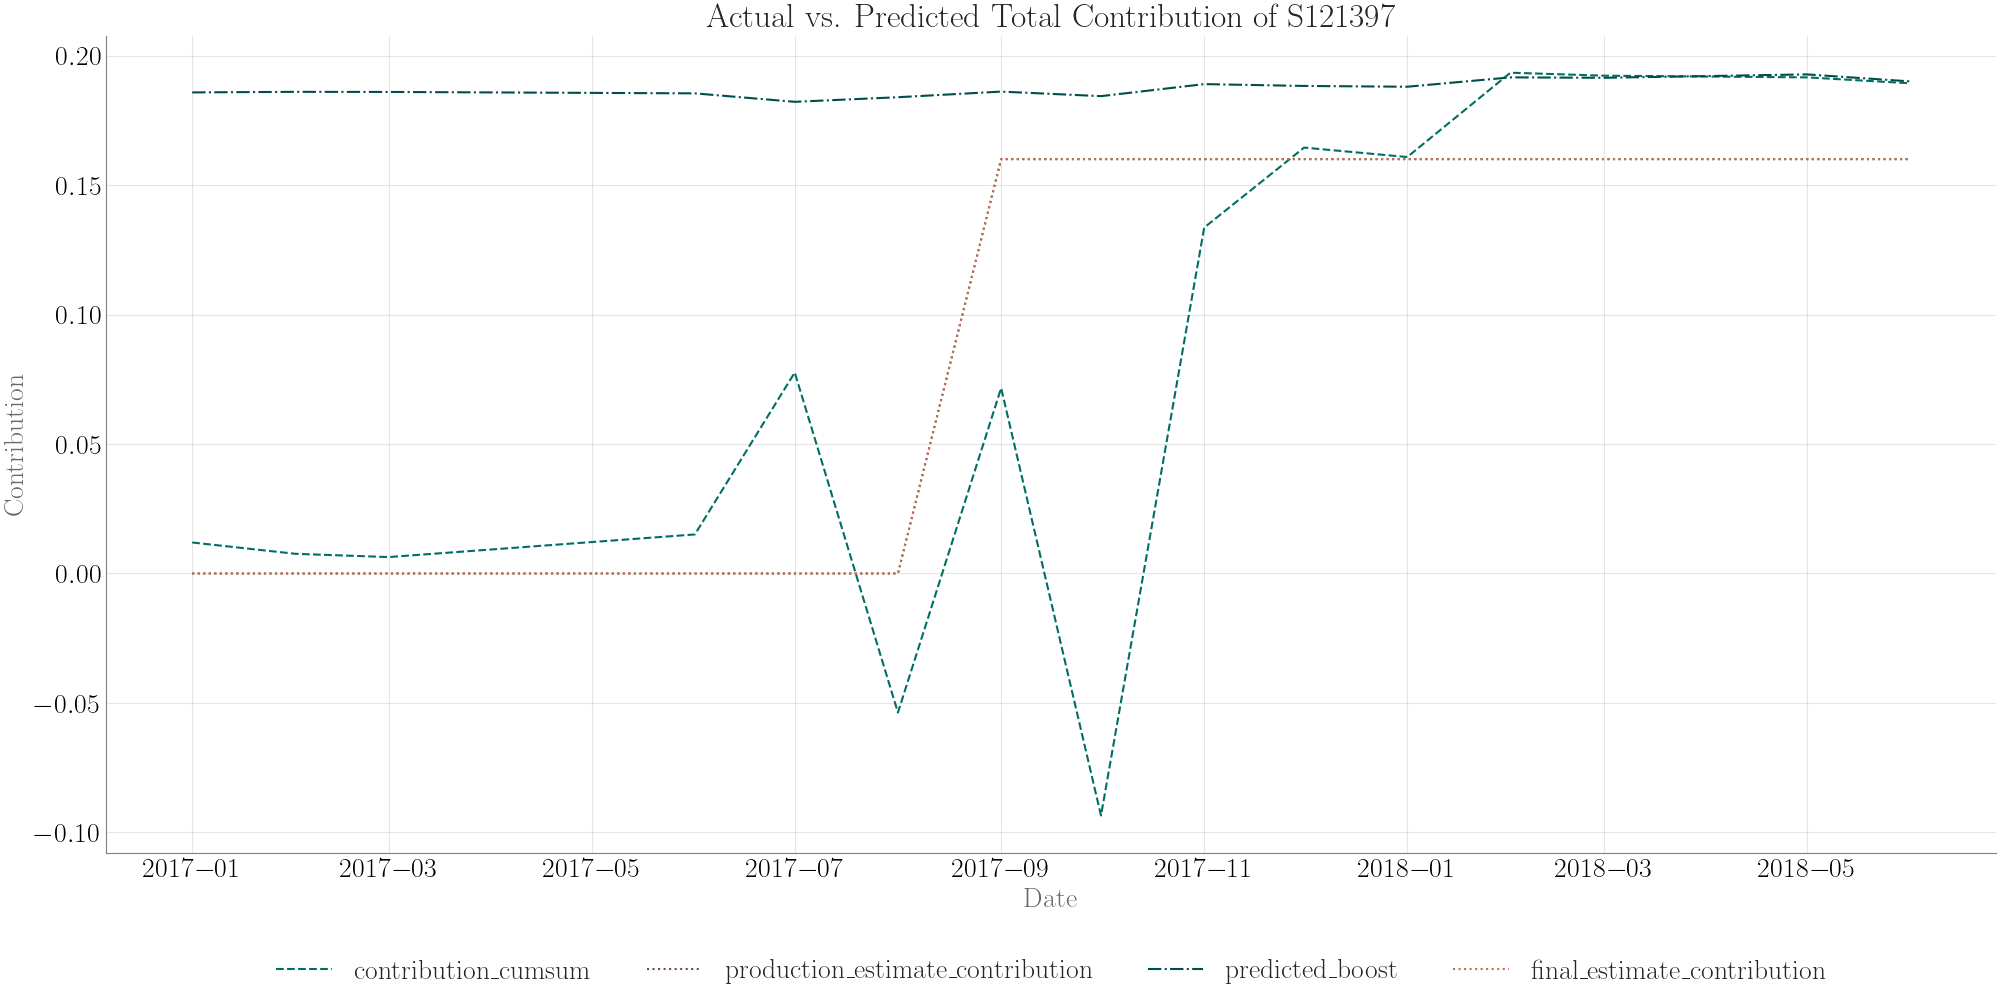 Actual vs. Predicted Total Contribution of S121397
0.20
0.15
0.10
0.05
0.00
−0.05
−0.10
Contribution
2017−01 2017−03 2017−05 2017−07 2017−09 2017−11 2018−01 2018−03 2018−05
Date
contribution_cumsum production_estimate_contribution predicted_boost final_estimate_contribution